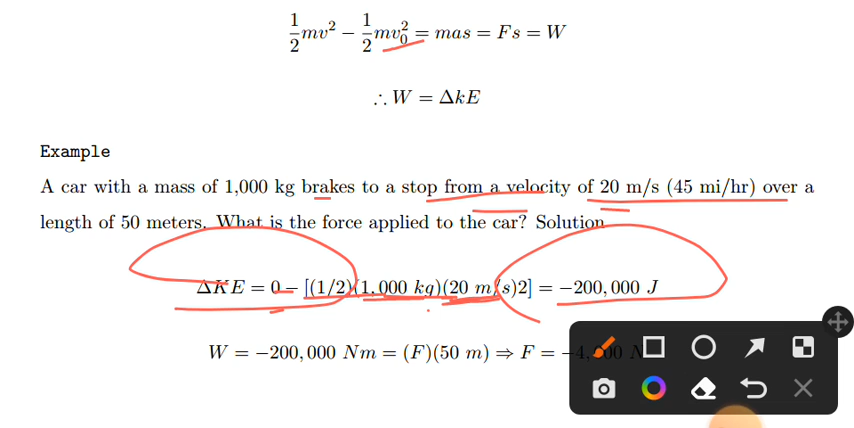 ½mv² − ½mv₀² = mas = Fs = W
∴ W = ΔkE
Example
A car with a mass of 1,000 kg brakes to a stop from a velocity of 20 m/s (45 mi/hr) over a
length of 50 meters. What is the force applied to the car? Solution
ΔKE = 0 − [(1/2)(1,000 kg)(20 m/s)2] = −200,000 J
W = −200,000 Nm = (F)(50 m) ⇒ F =